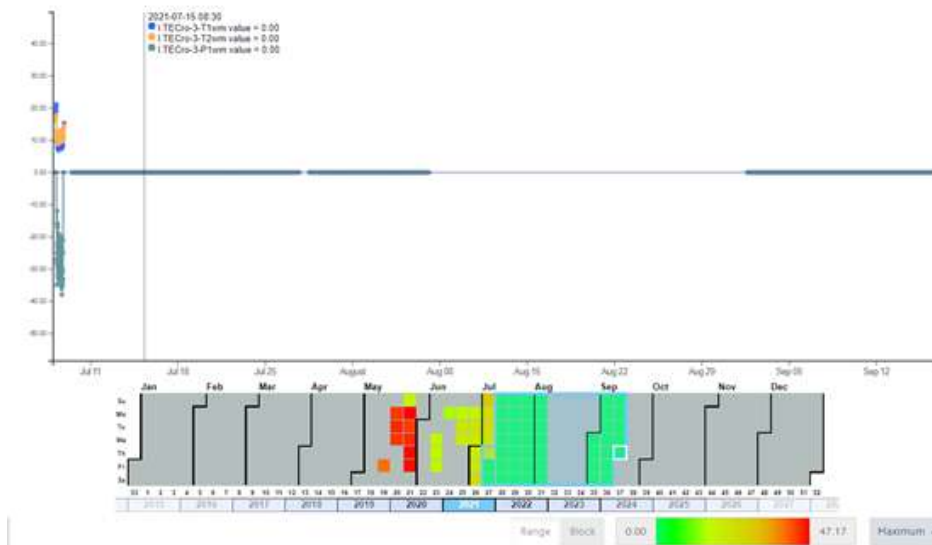 2021-07-15 08:30
I.TECro-3-T1wm value = 0.00
I.TECro-3-T2wm value = 0.00
I.TECro-3-P1wm value = 0.00
40.00
30.00
20.00
10.00
0.00
-10.00
-20.00
-30.00
-40.00
-50.00
Jul 11 Jul 18 Jul 25 August Aug 08 Aug 15 Aug 22 Aug 29 Sep 12
Jan Feb Mar Apr May Jun Jul Aug Sep Oct Nov Dec
Su
Mo
Tu
We
Th
Fr
Sa
53 1 2 3 4 5 6 7 8 9 10 11 12 13 14 15 16 17 18 19 20 21 22 23 24 25 26 27 28 29 30 31 32 33 34 35 36 37 38 39 40 41 42 43 44 45 46 47 48 49 50 51 52
2015 2016 2017 2018 2019 2020 2021 2022 2023 2024 2025 2026 2027
Range Block 0.00 47.17 Maximum